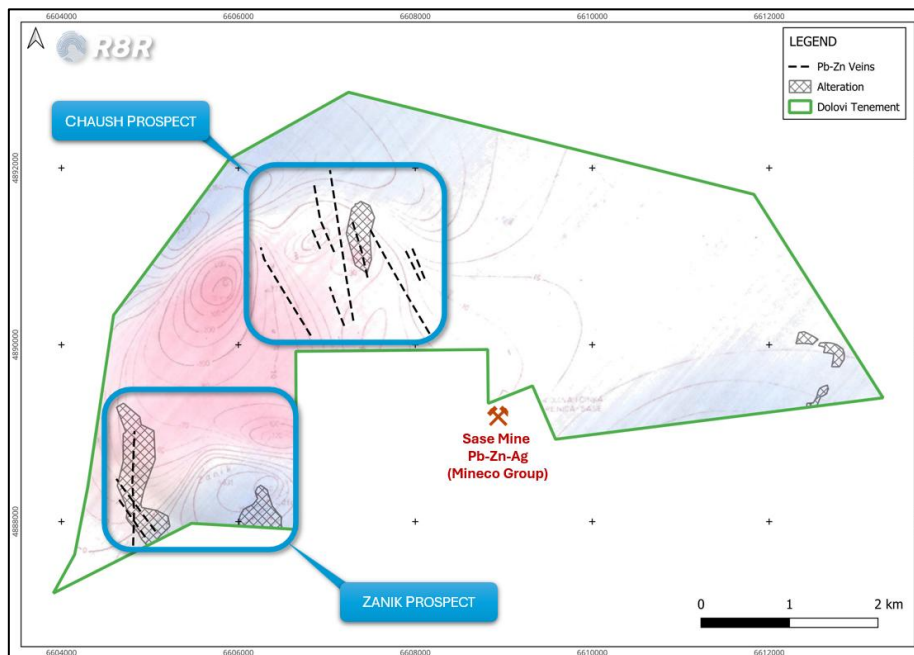 6604000 6606000 6608000 6610000 6612000
R8R
LEGEND
Pb-Zn Veins
Alteration
Dolovi Tenement
CHAUSH PROSPECT
4892000
4890000
Sase Mine
Pb-Zn-Ag
(Mineco Group)
4888000
ZANIK PROSPECT
0 1 2 km
6604000 6606000 6608000 6610000 6612000